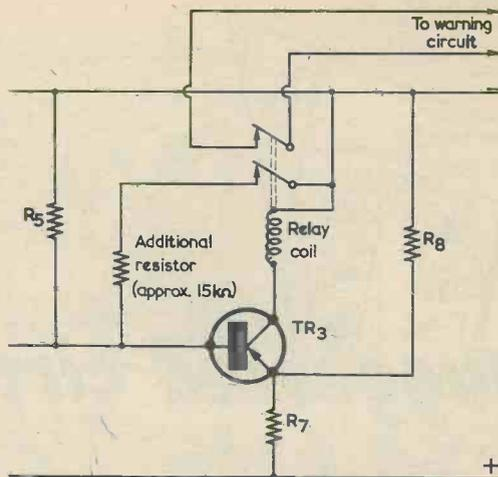 To warning
circuit
R5
Additional
resistor
(approx. 15kΩ)
Relay
coil
R8
TR3
R7
+